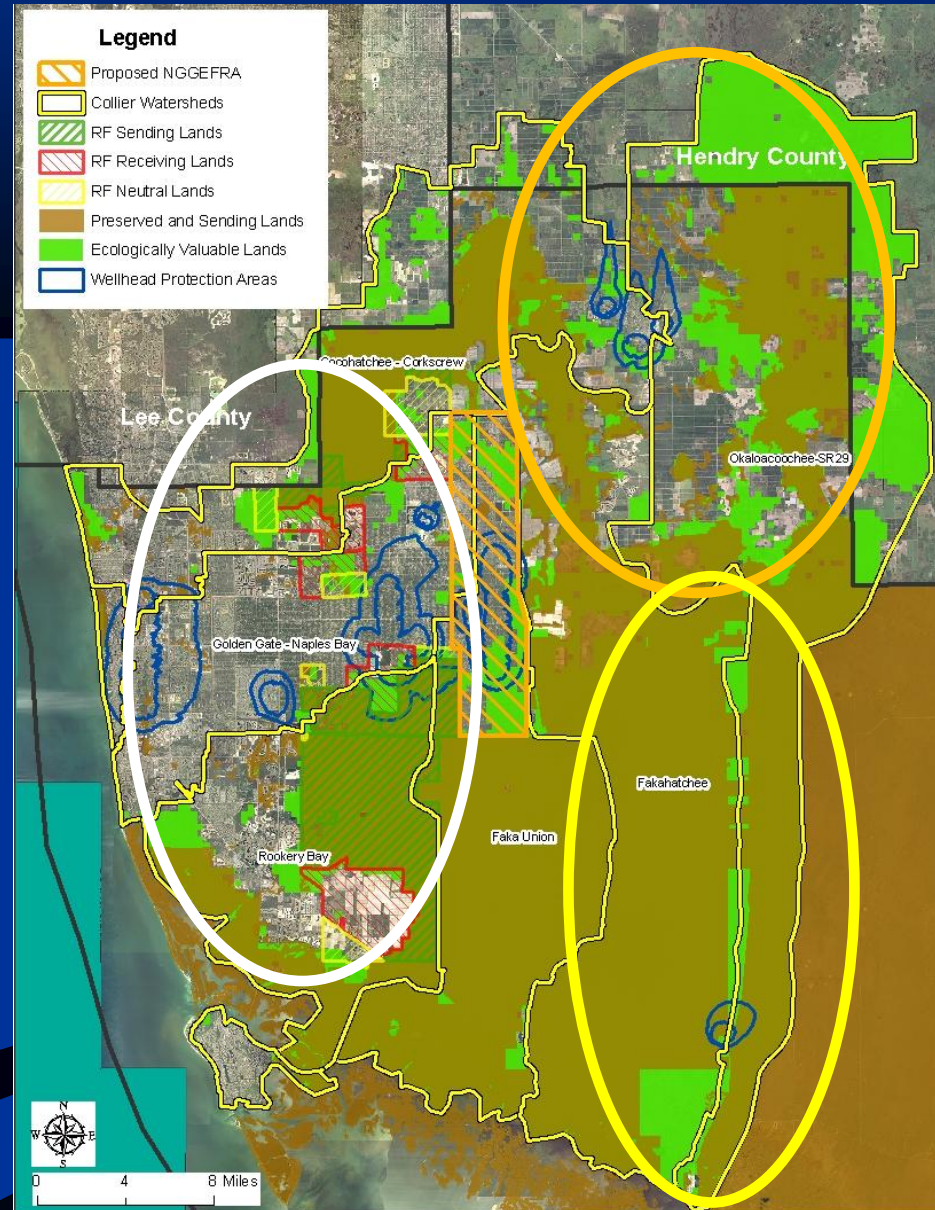 Legend
Proposed NGGEFRA
Collier Watersheds
RF Sending Lands
RF Receiving Lands
RF Neutral Lands
Preserved and Sending Lands
Ecologically Valuable Lands
Wellhead Protection Areas
Hendry County
Cocohatchee - Corkscrew
Lee County
Okaloacoochee-SR29
Golden Gate - Naples Bay
Fakahatchee
Faka Union
Rookery Bay
N
W E
S
0 4 8 Miles